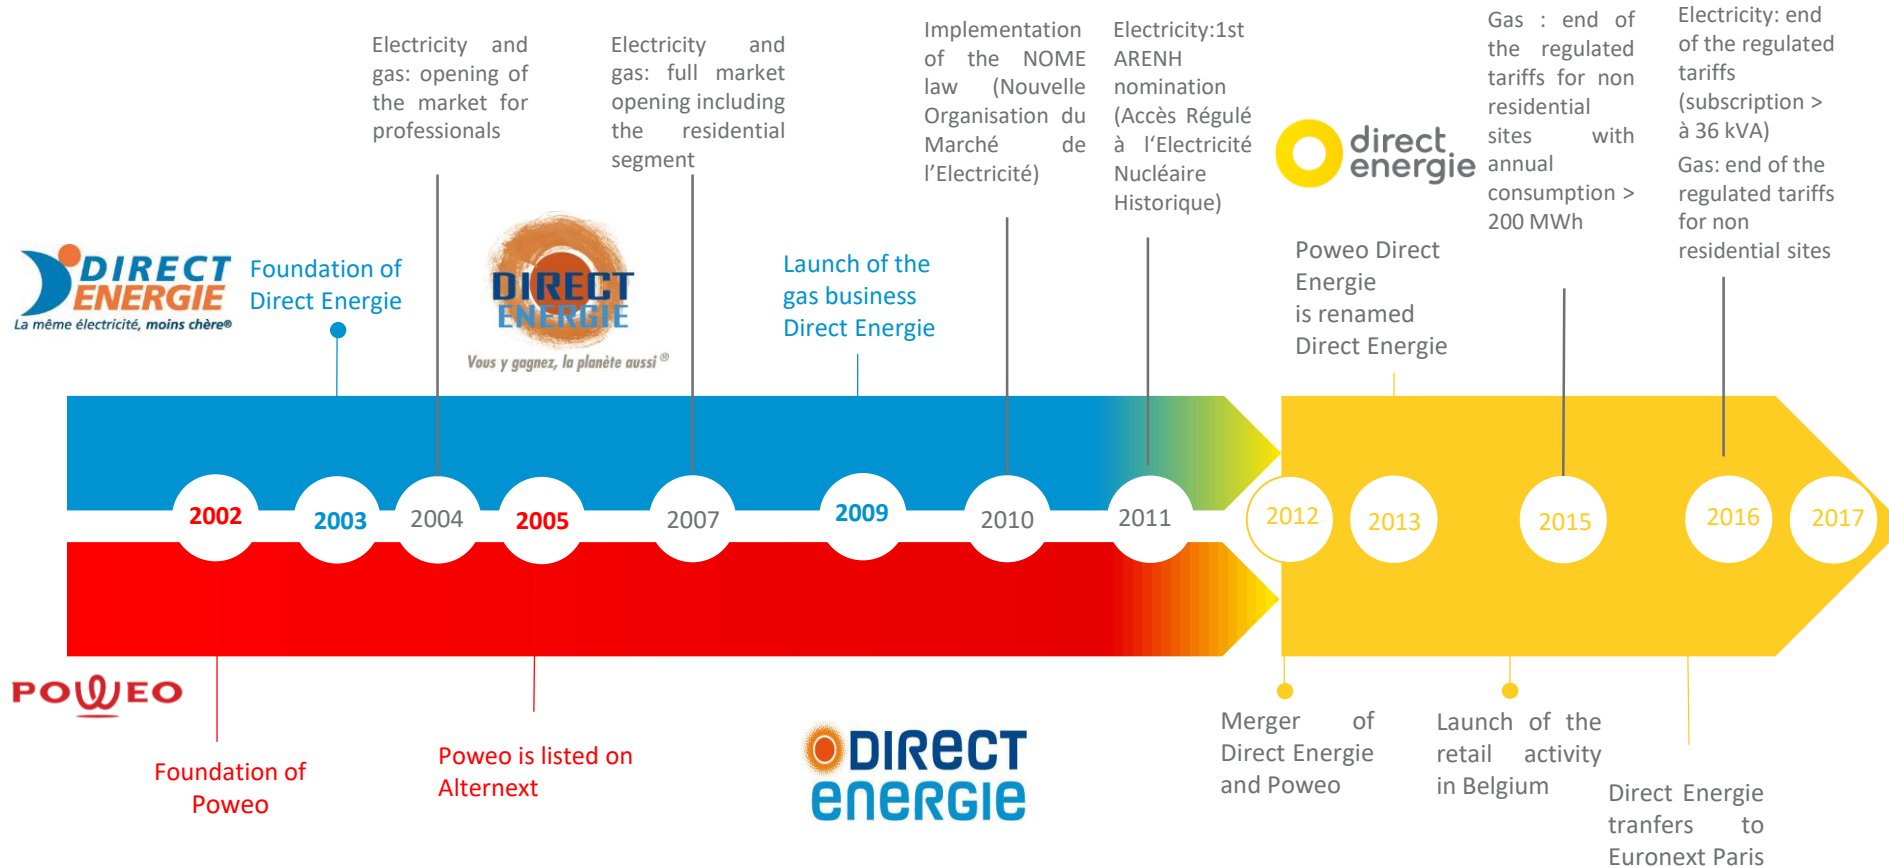 Electricity and
gas: opening of
the market for
professionals
Electricity and
gas: full market
opening including
the residential
segment
Implementation
of the NOME
law (Nouvelle
Organisation du
Marché de
l'Electricité)
Electricity:1st
ARENH
nomination
(Accès Régulé
à l‘Electricité
Nucléaire
Historique)
direct
energie
Gas : end of
the regulated
tariffs for non
residential
sites with
annual
consumption >
200 MWh
Electricity: end
of the regulated
tariffs
(subscription >
à 36 kVA)
Gas: end of the
regulated tariffs
for non
residential sites
DIRECT
ENERGIE
La même électricité, moins chère®
Foundation of
Direct Energie
DIRECT
ENERGIE
Vous y gagnez, la planète aussi ®
Launch of the
gas business
Direct Energie
Poweo Direct
Energie
is renamed
Direct Energie
2002
2003
2004
2005
2007
2009
2010
2011
2012
2013
2015
2016
2017
POWEO
Foundation of
Poweo
Poweo is listed on
Alternext
DIRECT
ENERGIE
Merger of
Direct Energie
and Poweo
Launch of the
retail activity
in Belgium
Direct Energie
tranfers to
Euronext Paris